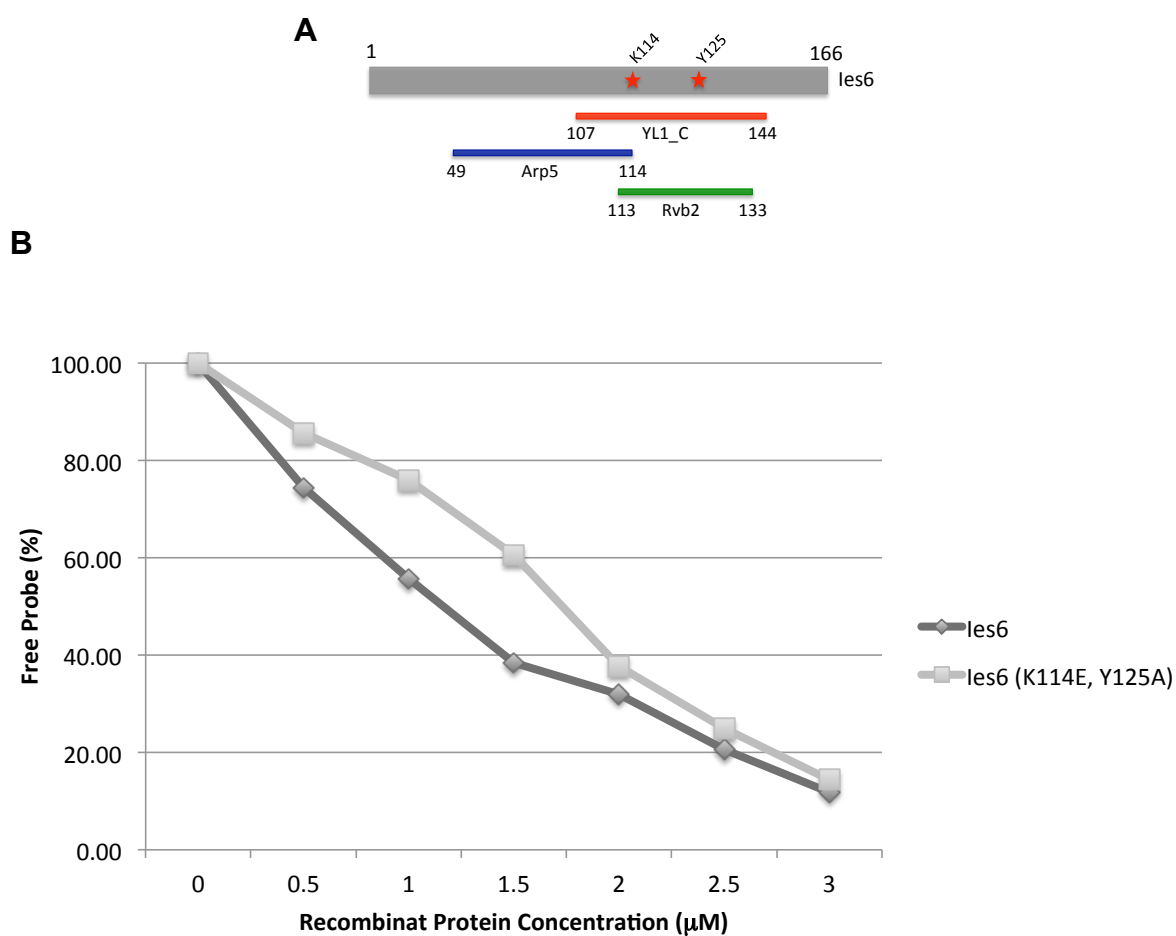 A
1
K114
Y125
166
Ies6
107
YL1_C
144
49
Arp5
114
113
Rvb2
133
B
100.00
80.00
60.00
40.00
20.00
0.00
Free Probe (%)
0 0.5 1 1.5 2 2.5 3
Recombinat Protein Concentration (μM)
Ies6
Ies6 (K114E, Y125A)